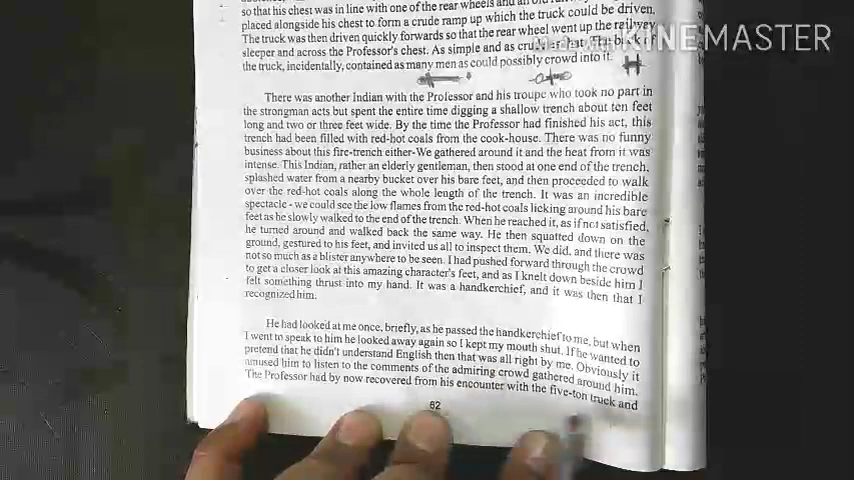 so that his chest was in line with one of the rear wheels and an old
placed alongside his chest to form a crude ramp up which the truck could be driven.
The truck was then driven quickly forwards so that the rear wheel went up the railway
sleeper and across the Professor's chest. As simple and as crude as that. The back of
the truck, incidentally, contained as many men as could possibly crowd into it.
Made with KINEMASTER
There was another Indian with the Professor and his troupe who took no part in
the strongman acts but spent the entire time digging a shallow trench about ten feet
long and two or three feet wide. By the time the Professor had finished his act, this
trench had been filled with red-hot coals from the cook-house. There was no funny
business about this fire-trench either-We gathered around it and the heat from it was
intense. This Indian, rather an elderly gentleman, then stood at one end of the trench,
splashed water from a nearby bucket over his bare feet, and then proceeded to walk
over the red-hot coals along the whole length of the trench. It was an incredible
spectacle - we could see the low flames from the red-hot coals licking around his bare
feet as he slowly walked to the end of the trench. When he reached it, as if not satisfied,
he turned around and walked back the same way. He then squatted down on the
ground, gestured to his feet, and invited us all to inspect them. We did, and there was
not so much as a blister anywhere to be seen. I had pushed forward through the crowd
to get a closer look at this amazing character's feet, and as I knelt down beside him I
felt something thrust into my hand. It was a handkerchief, and it was then that I
recognized him.
He had looked at me once, briefly, as he passed the handkerchief to me, but when
I went to speak to him he looked away again so I kept my mouth shut. If he wanted to
pretend that he didn't understand English then that was all right by me. Obviously it
amused him to listen to the comments of the admiring crowd gathered around him.
The Professor had by now recovered from his encounter with the five-ton truck and
62